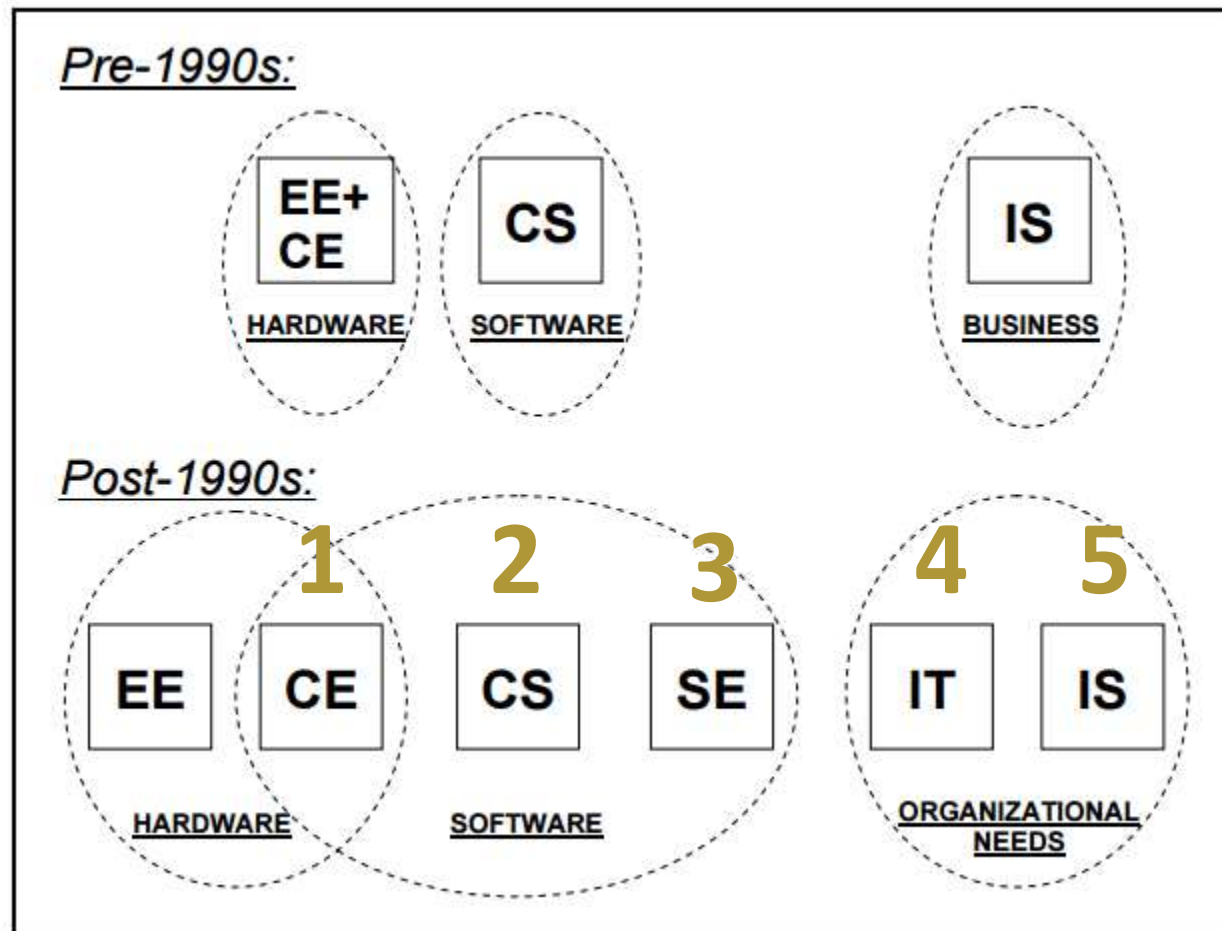 Pre-1990s:
EE+
CE
HARDWARE
CS
SOFTWARE
IS
BUSINESS
Post-1990s:
1 2 3 4 5
EE CE CS SE IT IS
HARDWARE SOFTWARE ORGANIZATIONAL
NEEDS